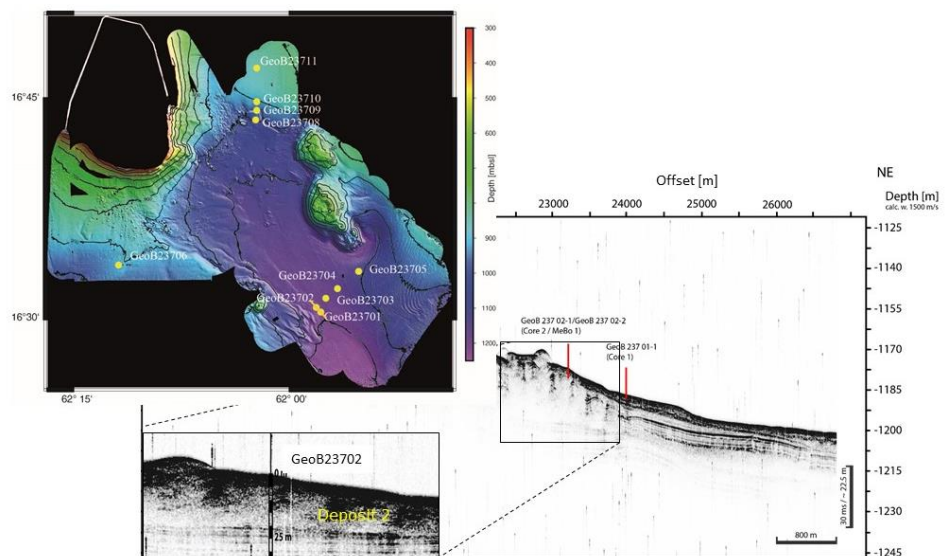 300
GeoB23711
16°45'
GeoB23710
400
GeoB23709
GeoB23708
500
600
Depth [mbsl]
Offset [m]
NE
Depth [m]
calc. w. 1500 m/s
23000
24000
25000
26000
900
GeoB23706
GeoB23705
1000
GeoB23704
GeoB23702
GeoB23703
GeoB23701
1100
16°30'
1200
62° 15'
62° 00'
-1125
-1140
-1155
-1170
-1185
-1200
-1215
-1230
-1245
GeoB 237 02-1/GeoB 237 02-2
(Core 2 / MeBo 1)
GeoB 237 01-1
(Core 1)
30 ms / ~ 22,5 m
800 m
GeoB23702
Deposit 2
25 m